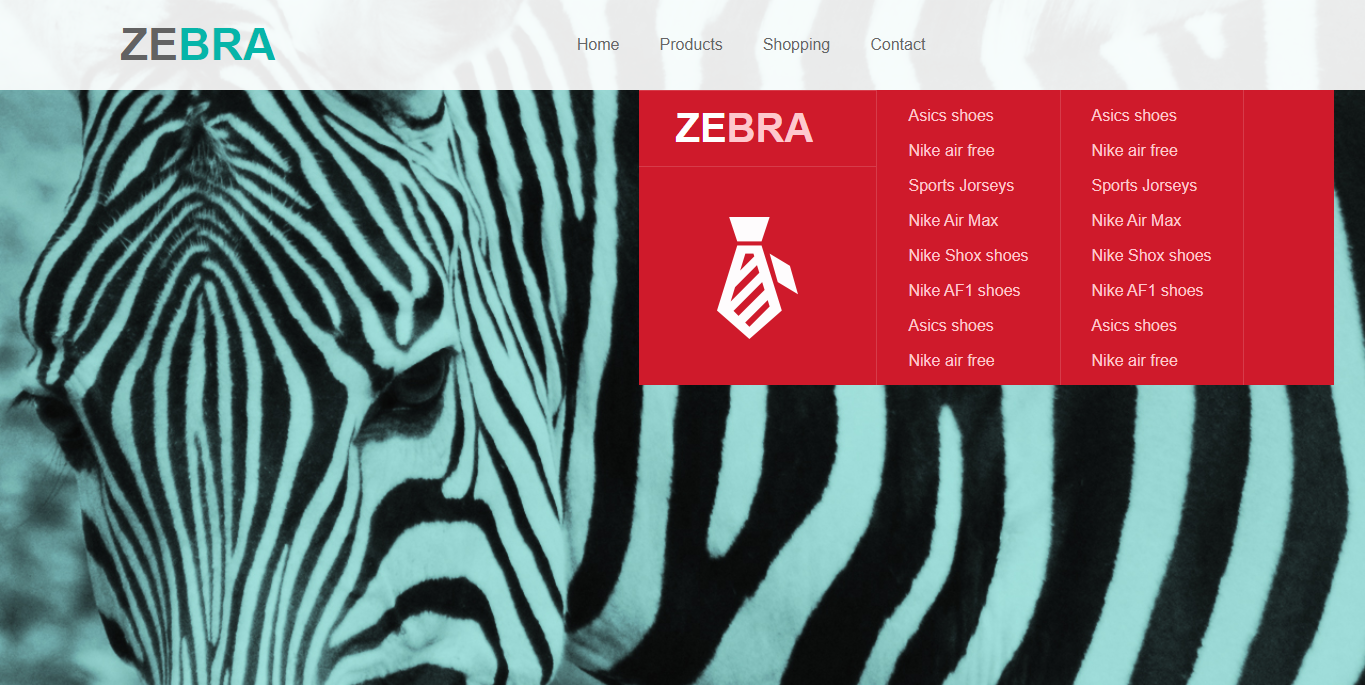 ZEBRA
Home Products Shopping Contact
ZEBRA
Asics shoes
Nike air free
Sports Jorseys
Nike Air Max
Nike Shox shoes
Nike AF1 shoes
Asics shoes
Nike air free
Asics shoes
Nike air free
Sports Jorseys
Nike Air Max
Nike Shox shoes
Nike AF1 shoes
Asics shoes
Nike air free